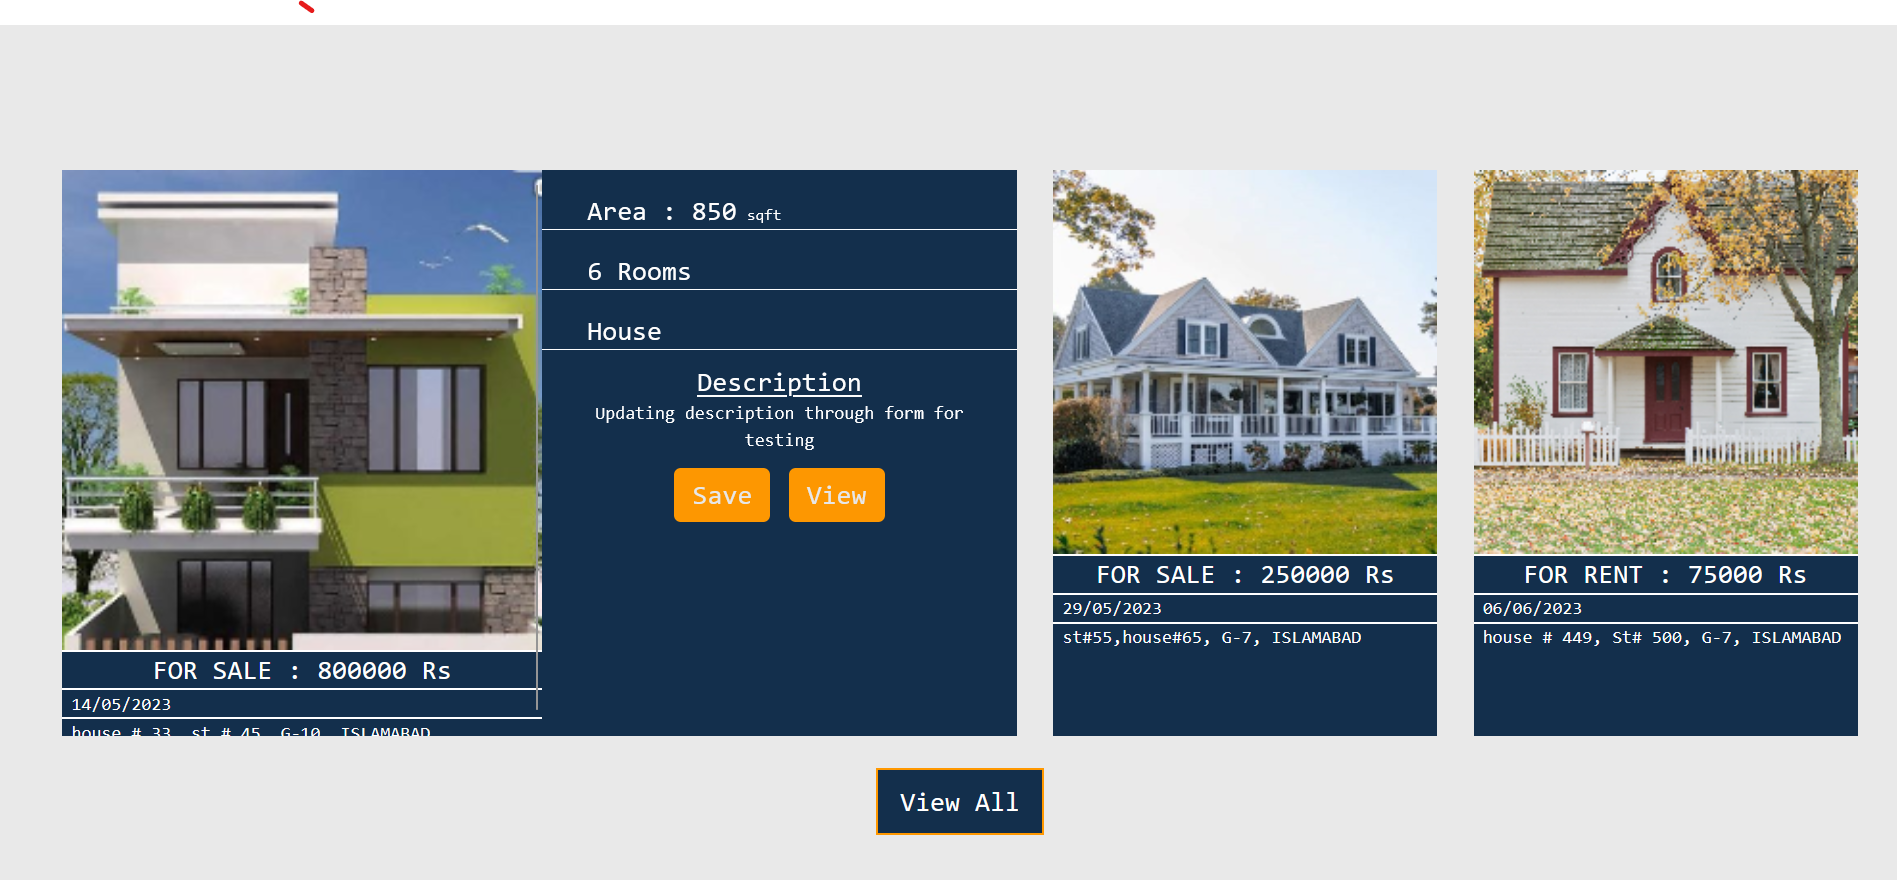 Area : 850 sqft
6 Rooms
House
Description
Updating description through form for
testing
Save
View
FOR SALE : 800000 Rs
14/05/2023
house # 33, st # 45, G-10, ISLAMABAD
FOR SALE : 250000 Rs
29/05/2023
st#55,house#65, G-7, ISLAMABAD
FOR RENT : 75000 Rs
06/06/2023
house # 449, St# 500, G-7, ISLAMABAD
View All